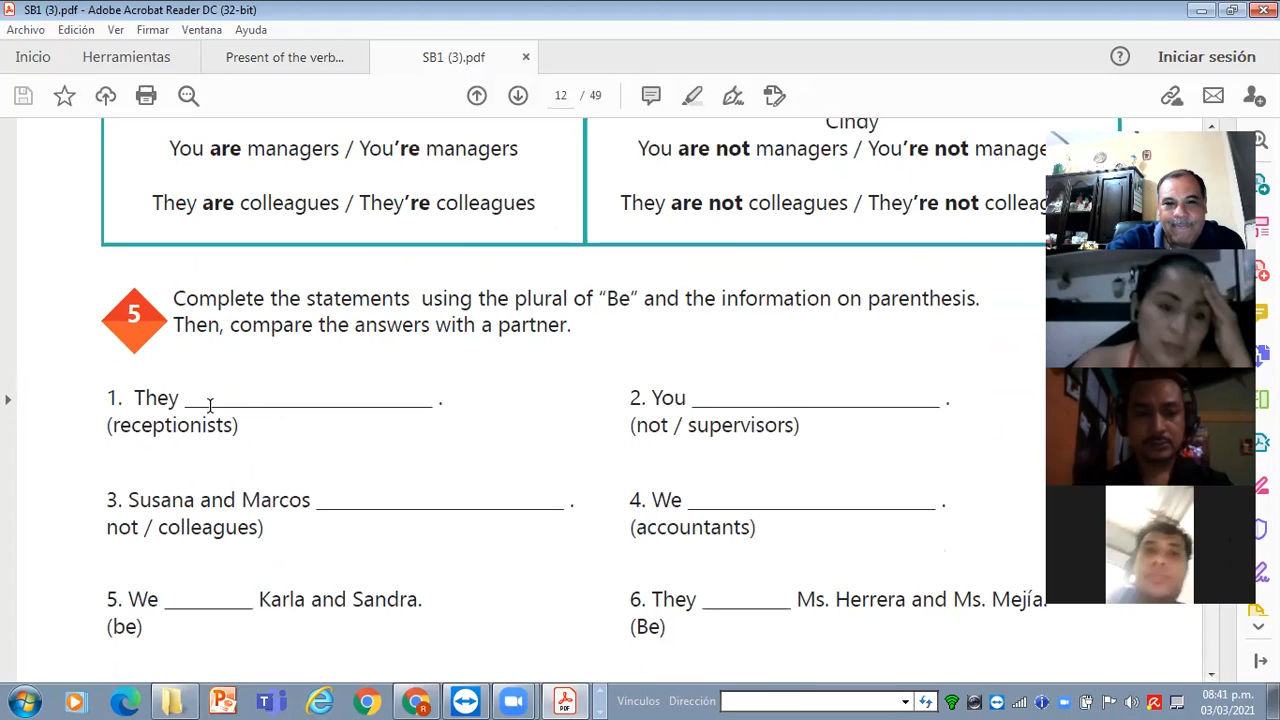 SB1 (3).pdf - Adobe Acrobat Reader DC (32-bit)
Archivo Edición Ver Firmar Ventana Ayuda
Inicio Herramientas Present of the verb... SB1 (3).pdf × Iniciar sesión
12 / 49
Cindy
You are managers / You're managers
You are not managers / You're not manage
They are colleagues / They're colleagues
They are not colleagues / They're not colleag
5
Complete the statements using the plural of “Be” and the information on parenthesis.
Then, compare the answers with a partner.
1. They ______________________ .
(receptionists)
2. You ______________________ .
(not / supervisors)
3. Susana and Marcos ______________________ .
not / colleagues)
4. We ______________________ .
(accountants)
5. We ________ Karla and Sandra.
(be)
6. They ________ Ms. Herrera and Ms. Mejía.
(Be)
Vínculos Dirección
08:41 p.m.
03/03/2021